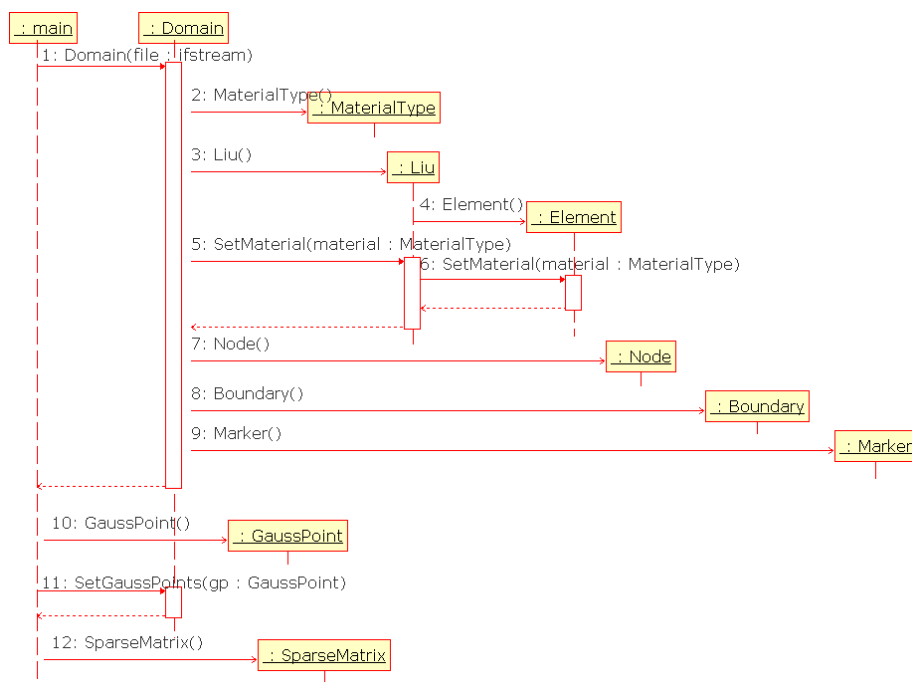 : main
: Domain
1: Domain(file : ifstream)
2: MaterialType()
: MaterialType
3: Liu()
: Liu
4: Element()
: Element
5: SetMaterial(material : MaterialType)
6: SetMaterial(material : MaterialType)
7: Node()
: Node
8: Boundary()
: Boundary
9: Marker()
: Marker
10: GaussPoint()
: GaussPoint
11: SetGaussPoints(gp : GaussPoint)
12: SparseMatrix()
: SparseMatrix